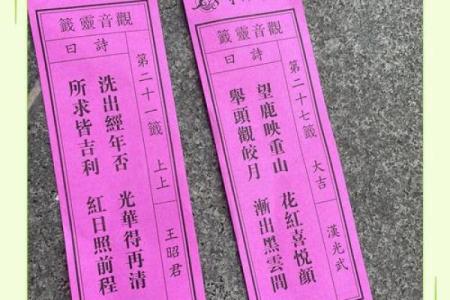 觀音靈籤
詩曰
第二十一籤 上上 王昭君
洗出經年否 光華得再清
所求皆吉利 紅日照前程
觀音靈籤
詩曰
第二十七籤 大吉 漢光武
望鹿映重山 花紅喜悅顏
舉頭觀皎月 漸出黑雲間